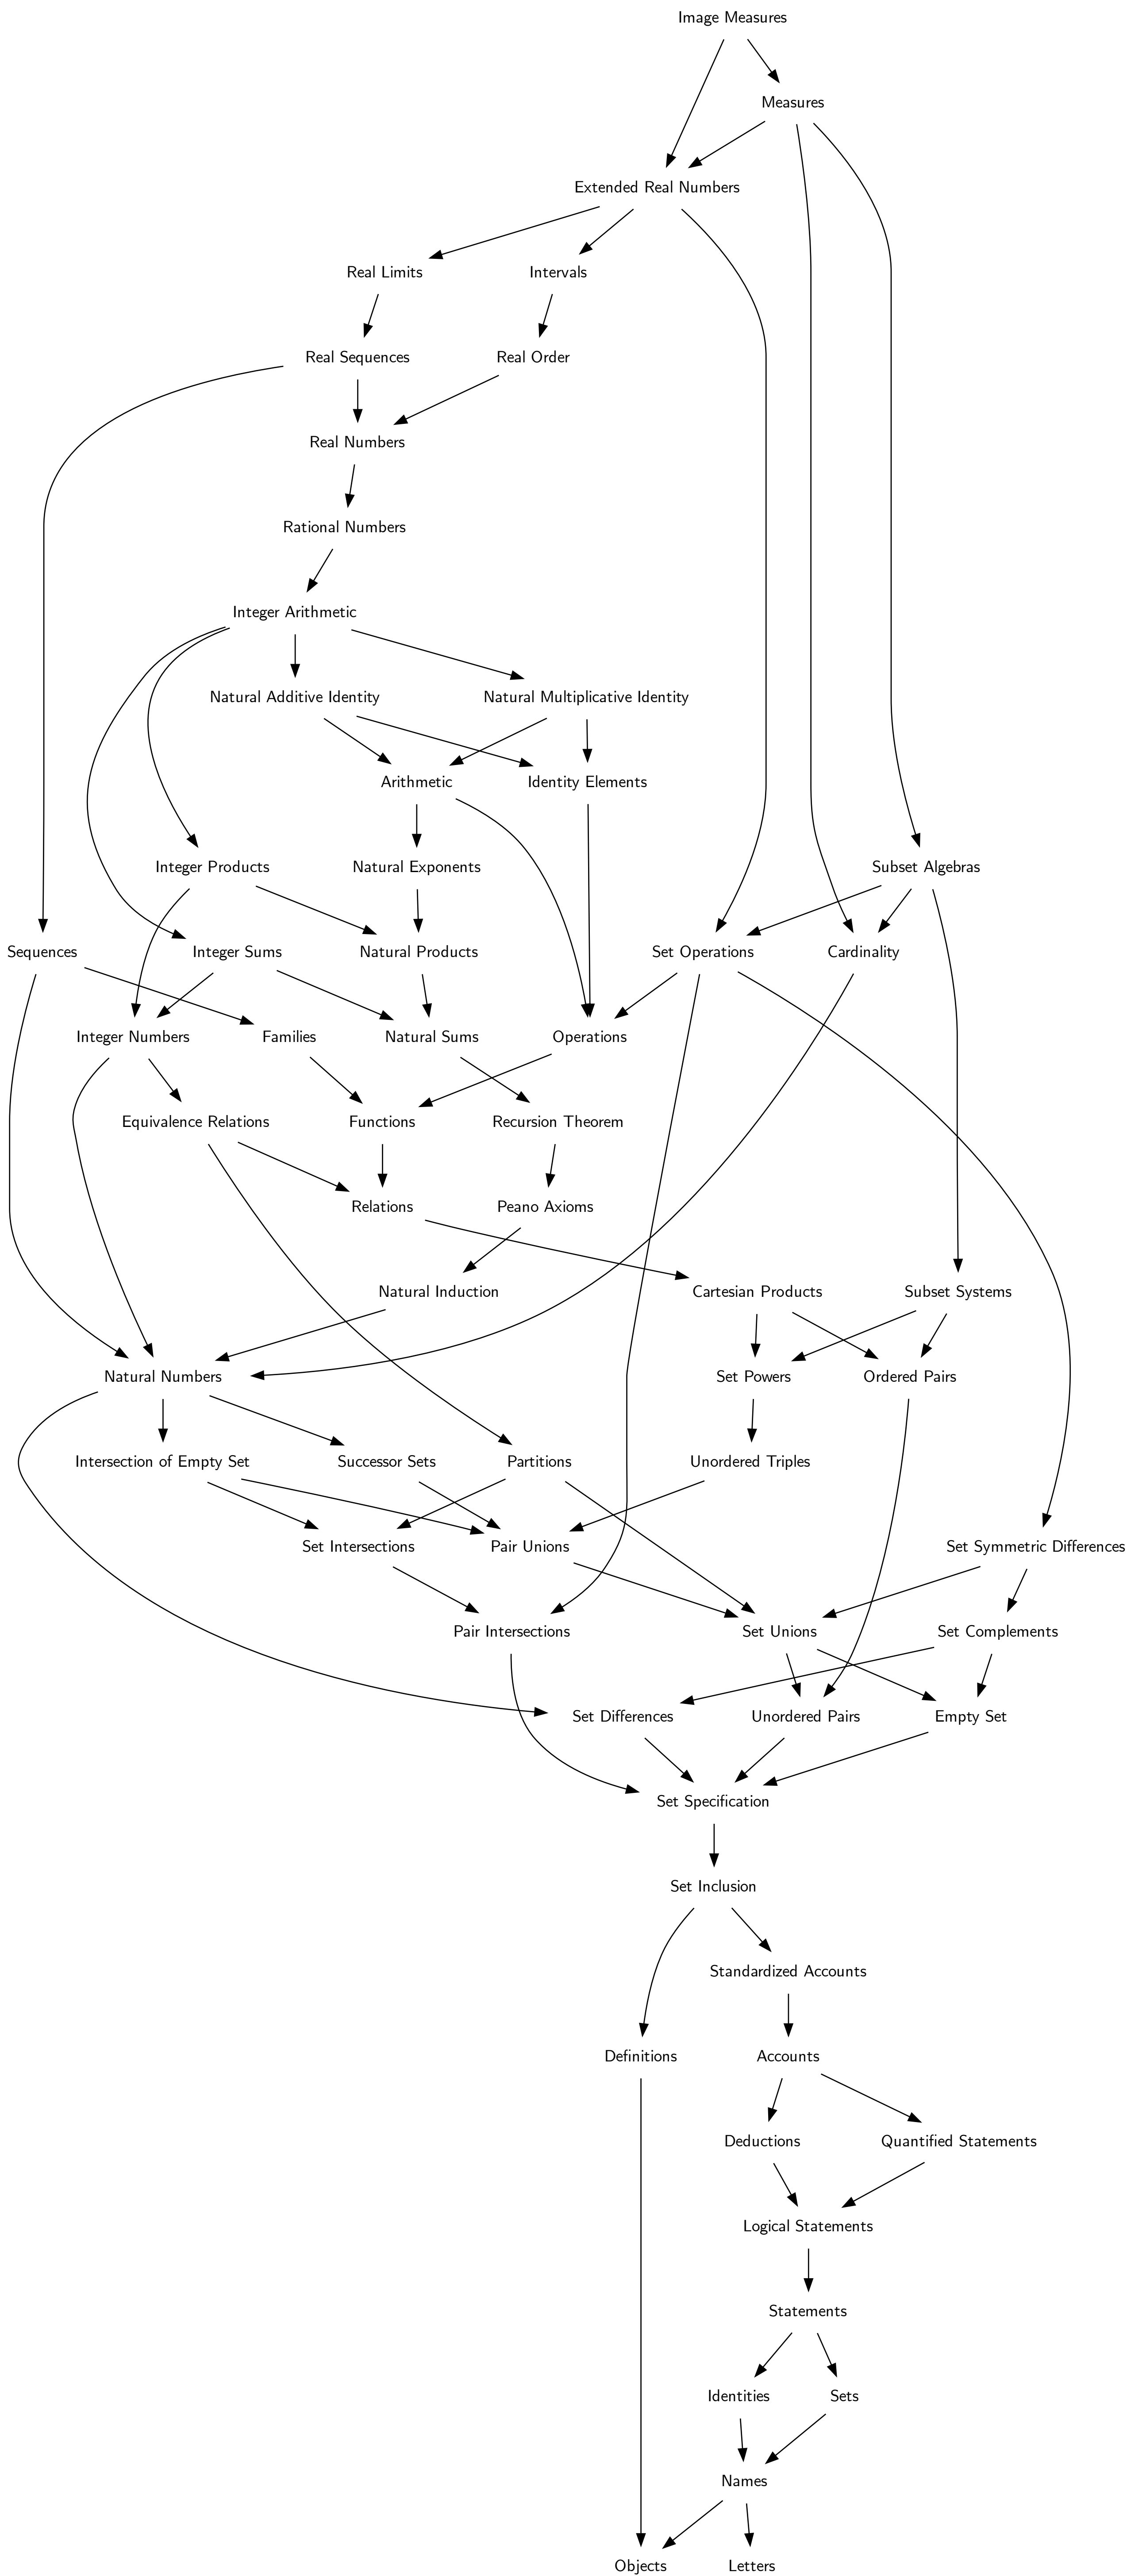 Image Measures
Measures
Extended Real Numbers
Real Limits
Intervals
Real Sequences
Real Order
Real Numbers
Rational Numbers
Integer Arithmetic
Natural Additive Identity
Natural Multiplicative Identity
Arithmetic
Identity Elements
Integer Products
Natural Exponents
Subset Algebras
Sequences
Integer Sums
Natural Products
Set Operations
Cardinality
Integer Numbers
Families
Natural Sums
Operations
Equivalence Relations
Functions
Recursion Theorem
Relations
Peano Axioms
Natural Induction
Cartesian Products
Subset Systems
Natural Numbers
Set Powers
Ordered Pairs
Intersection of Empty Set
Successor Sets
Partitions
Unordered Triples
Set Intersections
Pair Unions
Set Symmetric Differences
Pair Intersections
Set Unions
Set Complements
Set Differences
Unordered Pairs
Empty Set
Set Specification
Set Inclusion
Standardized Accounts
Definitions
Accounts
Deductions
Quantified Statements
Logical Statements
Statements
Identities
Sets
Names
Objects
Letters